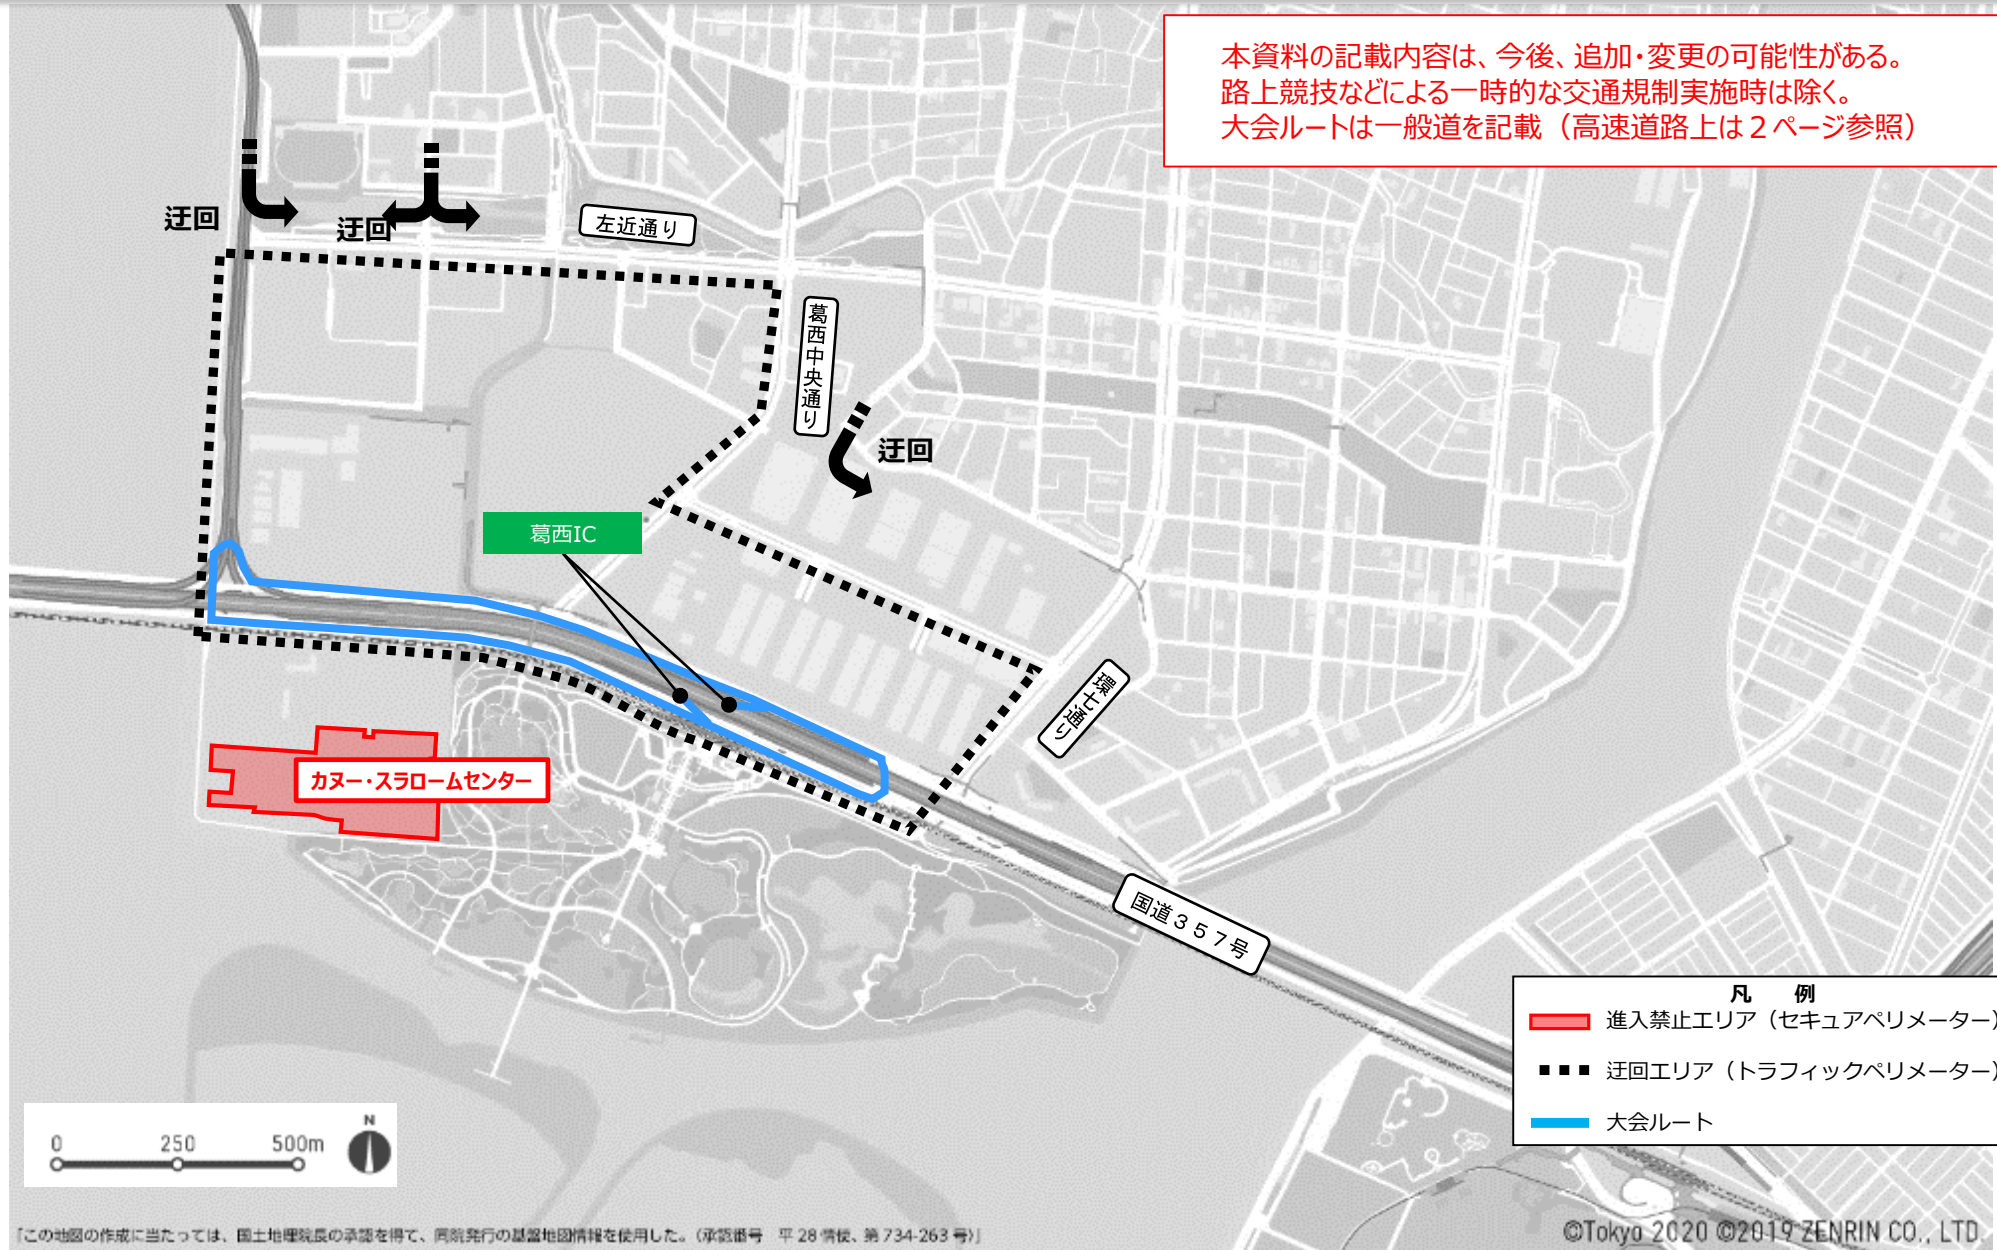 本資料の記載内容は、今後、追加・変更の可能性がある。
路上競技などによる一時的な交通規制実施時は除く。
大会ルートは一般道を記載（高速道路上は２ページ参照）
迂回
迂回
左近通り
葛西中央通り
迂回
葛西IC
環七通り
カヌー・スラロームセンター
国道３５７号
凡 例
進入禁止エリア（セキュアペリメーター）
迂回エリア（トラフィックペリメーター）
大会ルート
N
0 250 500m
「この地図の作成に当たっては、国土地理院長の承認を得て、同院発行の基盤地図情報を使用した。（承認番号 平 28 情使、第 734-263 号）」
©Tokyo 2020 ©2019 ZENRIN CO., LTD.